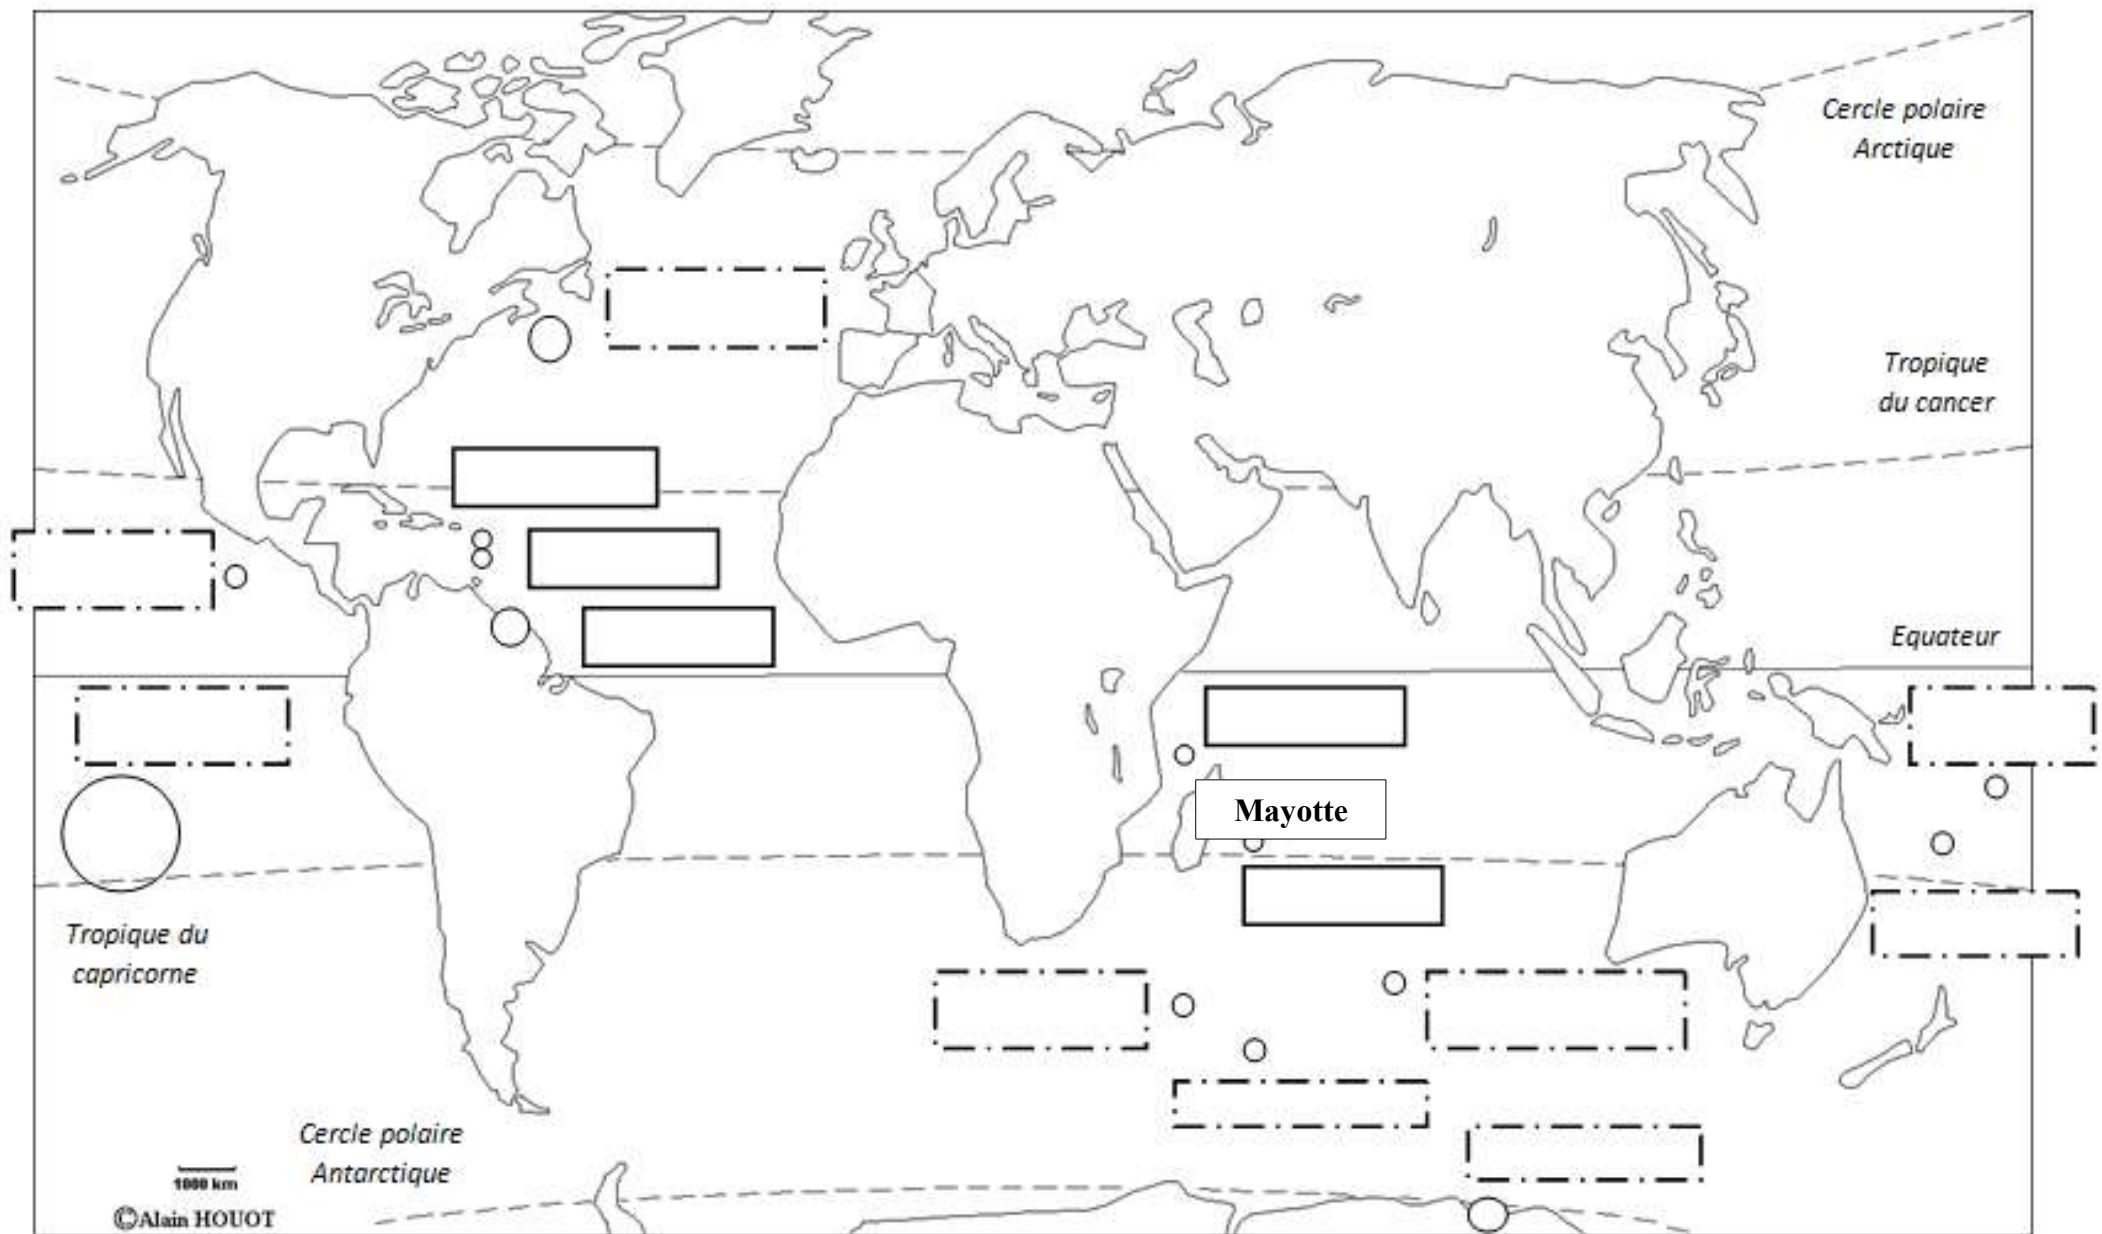 Cercle polaire
Arctique
Tropique
du cancer
Equateur
Mayotte
Tropique du
capricorne
Cercle polaire
Antarctique
1000 km
©Alain HOUOT